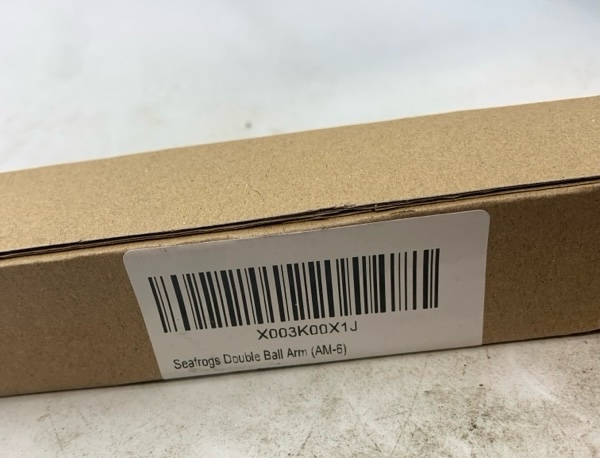 X003K00X1J
Seafrogs Double Ball Arm (AM-6)